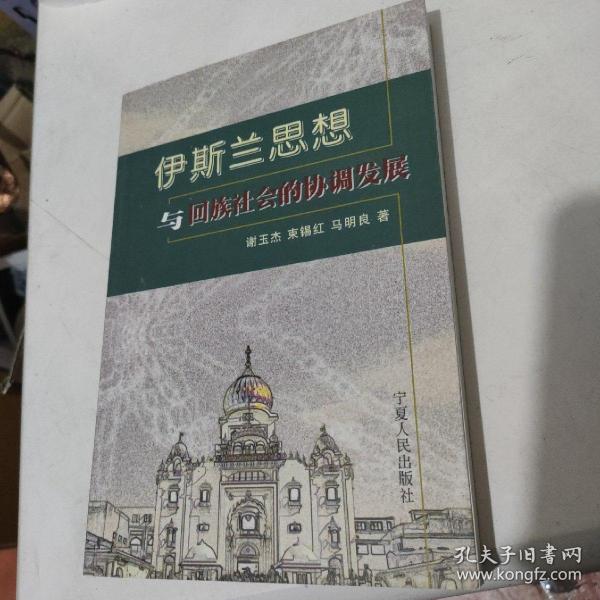 伊斯兰思想
与回族社会的协调发展
谢玉杰 束锡红 马明良 著
宁夏人民出版社
孔夫子旧书网
www.kongfz.com